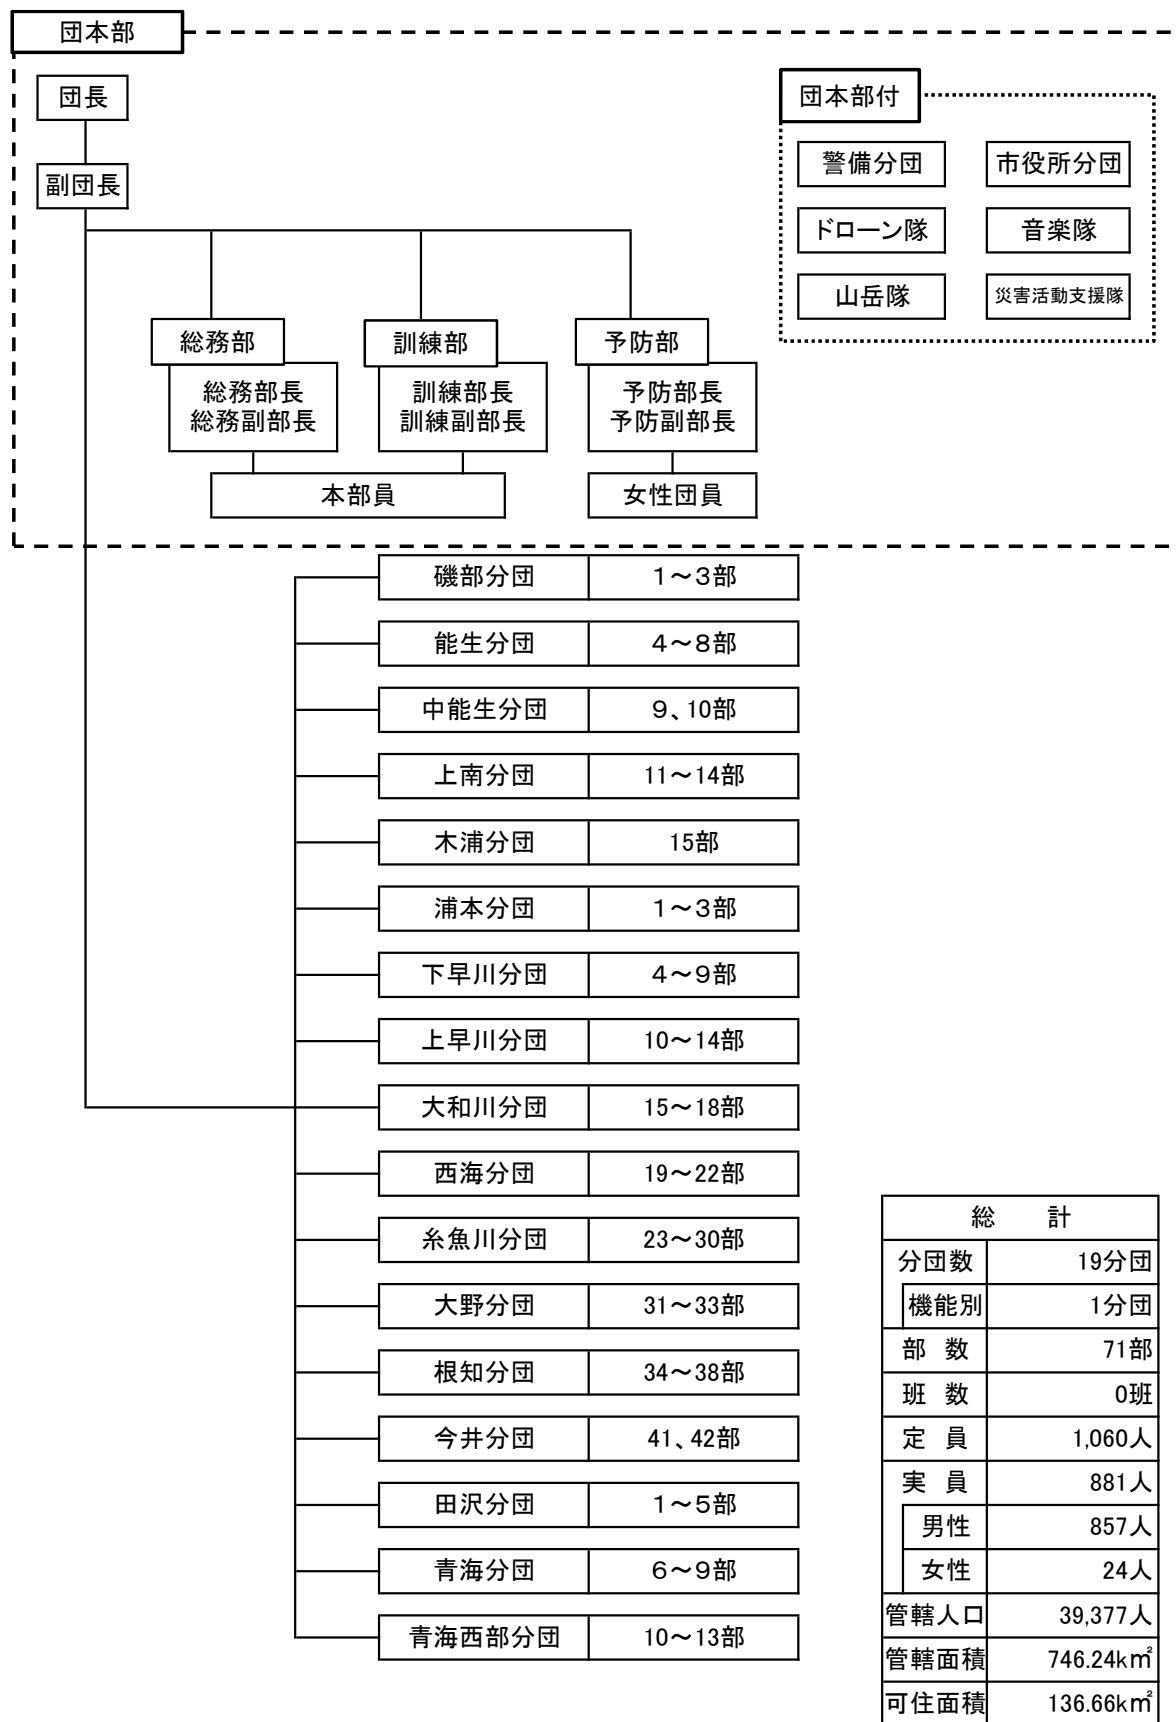 団本部
団長
副団長
団本部付
警備分団 市役所分団
ドローン隊 音楽隊
山岳隊 災害活動支援隊
総務部 訓練部 予防部
総務部長 訓練部長 予防部長
総務副部長 訓練副部長 予防副部長
本部員 女性団員
磯部分団 1～3部
能生分団 4～8部
中能生分団 9、10部
上南分団 11～14部
木浦分団 15部
浦本分団 1～3部
下早川分団 4～9部
上早川分団 10～14部
大和川分団 15～18部
西海分団 19～22部
糸魚川分団 23～30部
大野分団 31～33部
根知分団 34～38部
今井分団 41、42部
田沢分団 1～5部
青海分団 6～9部
青海西部分団 10～13部
総 計
分団数 19分団
機能別 1分団
部 数 71部
班 数 0班
定 員 1,060人
実 員 881人
男性 857人
女性 24人
管轄人口 39,377人
管轄面積 746.24k㎡
可住面積 136.66k㎡